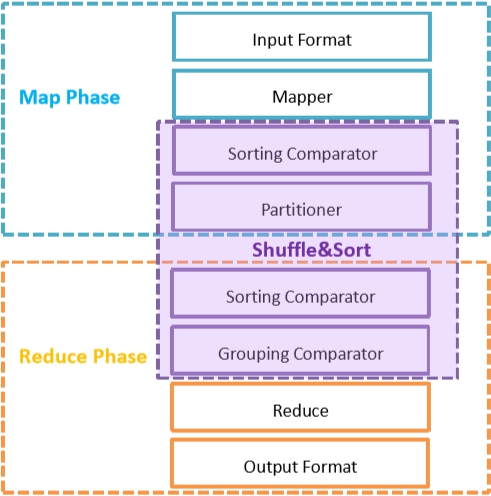 Input Format
Map Phase
Mapper
Sorting Comparator
Partitioner
Shuffle&Sort
Sorting Comparator
Reduce Phase
Grouping Comparator
Reduce
Output Format